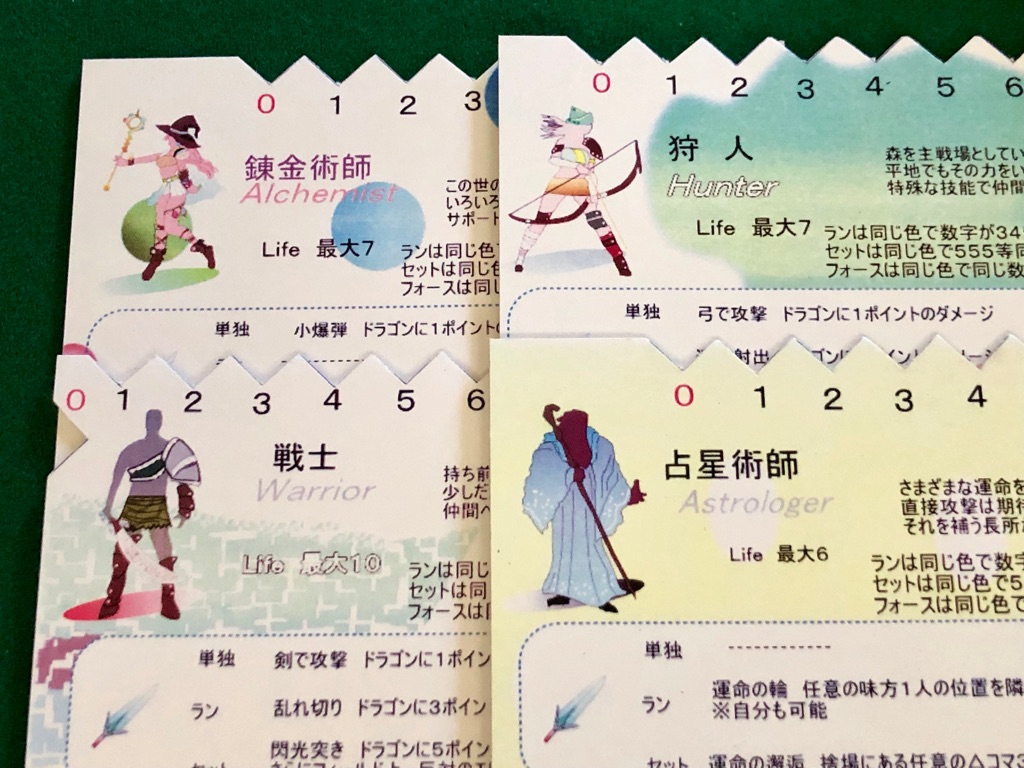 0 1 2 3
錬金術師
Alchemist
この世の
いろいろ
サポート
Life 最大7
ランは同じ色で
セットは同じ色
フォースは同じ
単独 小爆弾 ドラゴンに1ポイントの
0 1 2 3 4 5 6
狩 人
Hunter
森を主戦場としてい
平地でもその力をい
特殊な技能で仲間
Life 最大7
ランは同じ色で数字が345
セットは同じ色で555等同
フォースは同じ色で同じ数
単独 弓で攻撃 ドラゴンに1ポイントのダメージ
0 1 2 3 4 5 6
戦士
Warrior
持ち前
少した
仲間へ
Life 最大10
ランは同じ
セットは同
フォースは
単独 剣で攻撃 ドラゴンに1ポイン
ラン 乱れ切り ドラゴンに3ポイン
閃光突き ドラゴンに5ポイン
セット
0 1 2 3 4
占星術師
Astrologer
さまざまな運命を
直接攻撃は期待
それを補う長所
Life 最大6
ランは同じ色で数字
セットは同じ色で5
フォースは同じ色で
単独 ------------
ラン 運命の輪 任意の味方1人の位置を隣
※自分も可能
セット 運命の邂逅 捨場にある任意の△コマ3